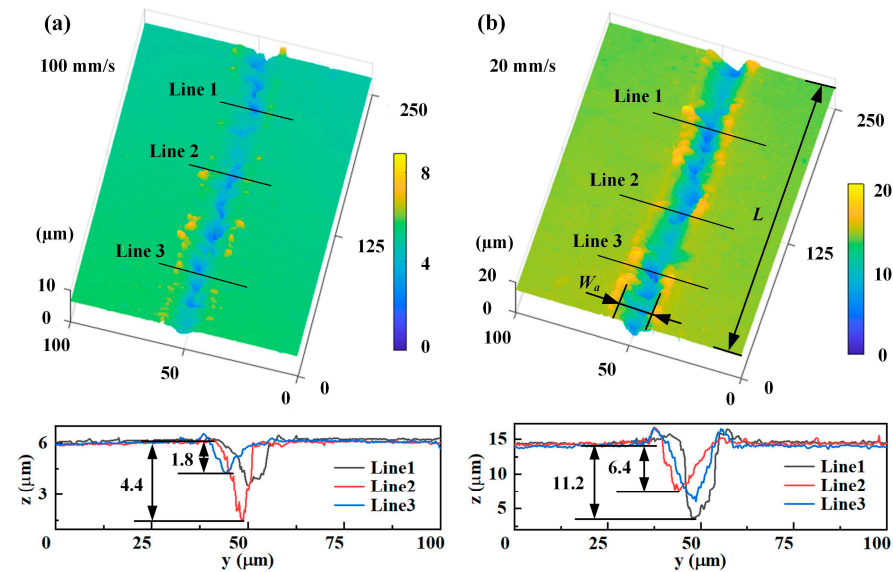 (a)
100 mm/s
Line 1
Line 2
Line 3
250
125
0
8
4
0
(μm)
10
0
100
50
0
(b)
20 mm/s
Line 1
Line 2
Line 3
L
Wa
250
125
0
20
15
10
5
0
(μm)
20
0
100
50
0
z (μm)
6
3
4.4
1.8
Line1
Line2
Line3
0
25
50
75
100
y (μm)
z (μm)
15
10
5
11.2
6.4
Line1
Line2
Line3
0
25
50
75
100
y (μm)